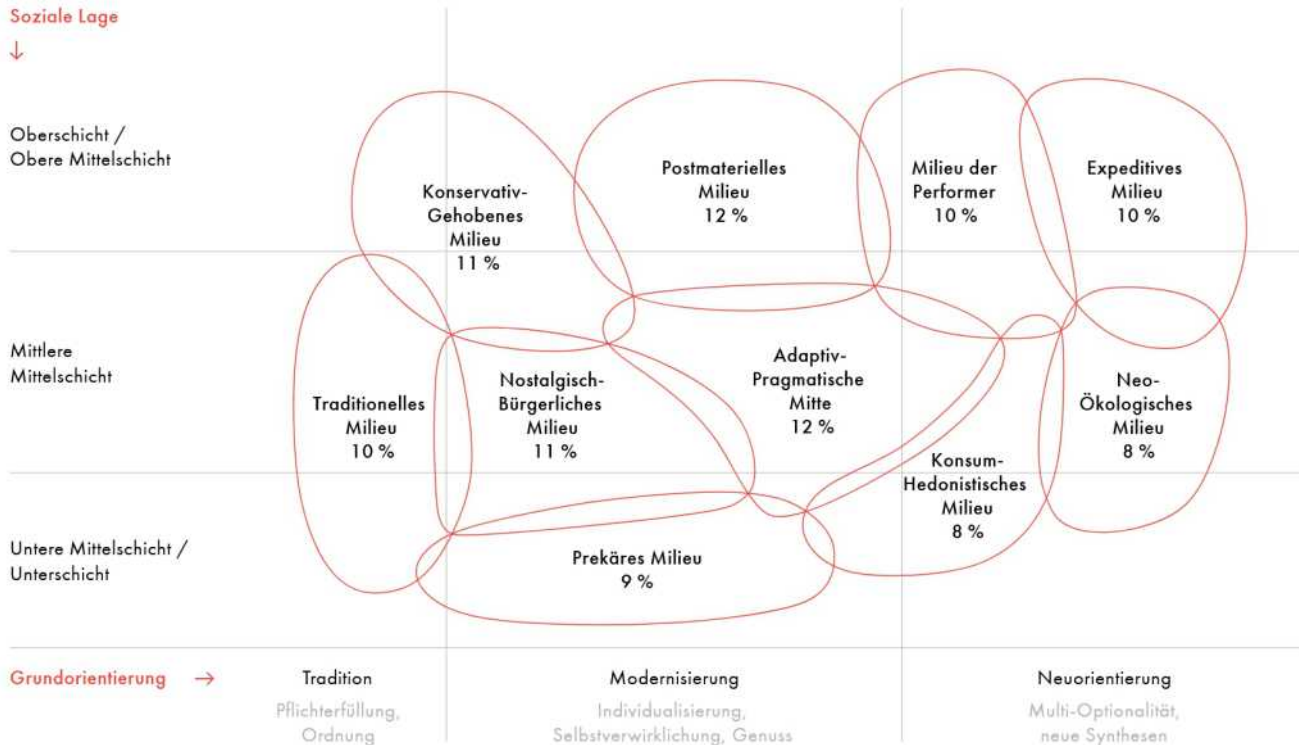 Soziale Lage
↓
Oberschicht /
Obere Mittelschicht
Konservativ-
Gehobenes
Milieu
11 %
Postmaterielles
Milieu
12 %
Milieu der
Performer
10 %
Expeditives
Milieu
10 %
Mittlere
Mittelschicht
Traditionelles
Milieu
10 %
Nostalgisch-
Bürgerliches
Milieu
11 %
Adaptiv-
Pragmatische
Mitte
12 %
Neo-
Ökologisches
Milieu
8 %
Konsum-
Hedonistisches
Milieu
8 %
Untere Mittelschicht /
Unterschicht
Prekäres Milieu
9 %
Grundorientierung →
Tradition
Pflichterfüllung,
Ordnung
Modernisierung
Individualisierung,
Selbstverwirklichung, Genuss
Neuorientierung
Multi-Optionalität,
neue Synthesen